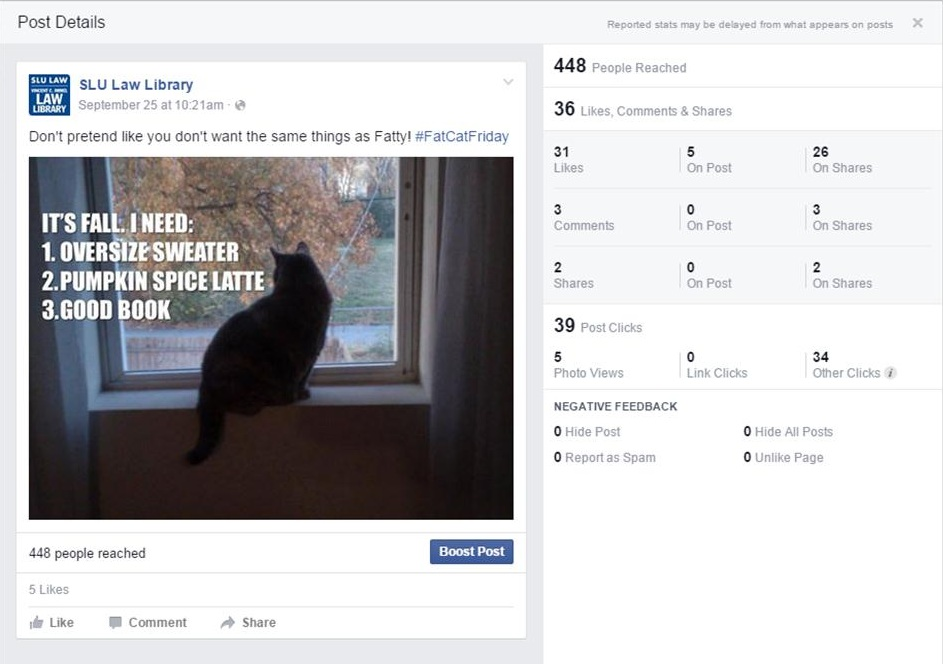 Post Details
Reported stats may be delayed from what appears on posts
SLU LAW
LAW
LIBRARY
SLU Law Library
September 25 at 10:21am
Don't pretend like you don't want the same things as Fatty! #FatCatFriday
IT'S FALL. I NEED:
1. OVERSIZE SWEATER
2. PUMPKIN SPICE LATTE
3. GOOD BOOK
448 people reached
Boost Post
5 Likes
Like Comment Share
448 People Reached
36 Likes, Comments & Shares
31 5 26
Likes On Post On Shares
3 0 3
Comments On Post On Shares
2 0 2
Shares On Post On Shares
39 Post Clicks
5 0 34
Photo Views Link Clicks Other Clicks i
NEGATIVE FEEDBACK
0 Hide Post 0 Hide All Posts
0 Report as Spam 0 Unlike Page